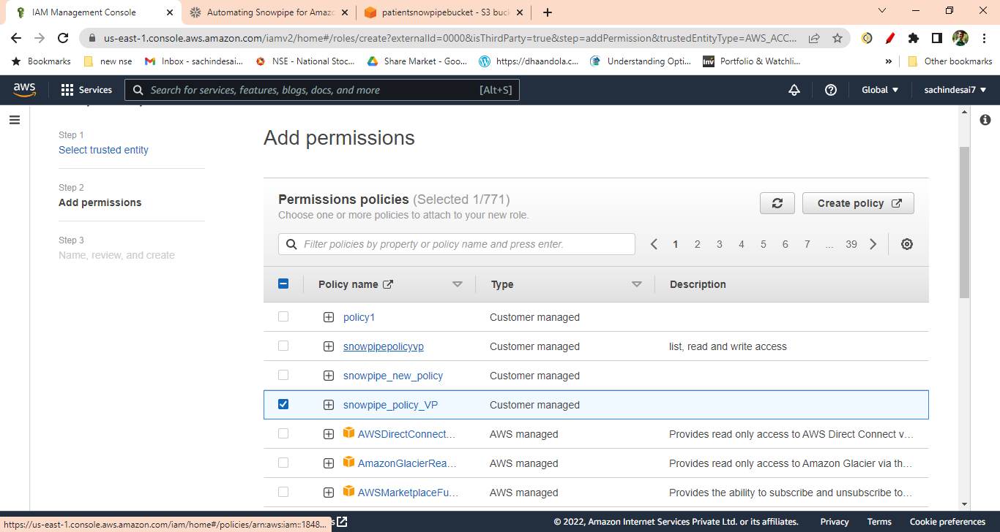 IAM Management Console
Automating Snowpipe for Amazo
patientsnowpipebucket - S3 buck
us-east-1.console.aws.amazon.com/iamv2/home#/roles/create?externalId=0000&isThirdParty=true&step=addPermission&trustedEntityType=AWS_ACC...
Bookmarks
new nse
Inbox - sachindesai...
NSE - National Stoc...
Share Market - Goo...
https://dhaandola.c...
Understanding Opti...
inv
Portfolio & Watchli...
»
Other bookmarks
aws
Services
Search for services, features, blogs, docs, and more
[Alt+S]
Global
sachindesai7
Step 1
Select trusted entity
Step 2
Add permissions
Step 3
Name, review, and create
Add permissions
Permissions policies (Selected 1/771)
Choose one or more policies to attach to your new role.
Create policy
Filter policies by property or policy name and press enter.
1 2 3 4 5 6 7 ... 39
Policy name Type Description
policy1 Customer managed
snowpipepolicyvp Customer managed list, read and write access
snowpipe_new_policy Customer managed
snowpipe_policy_VP Customer managed
AWSDirectConnect... AWS managed Provides read only access to AWS Direct Connect v...
AmazonGlacierRea... AWS managed Provides read only access to Amazon Glacier via th...
AWSMarketplaceFu... AWS managed Provides the ability to subscribe and unsubscribe to...
https://us-east-1.console.aws.amazon.com/iam/home#/policies/arn:aws:iam::1848...
© 2022, Amazon Internet Services Private Ltd. or its affiliates.
Privacy
Terms
Cookie preferences